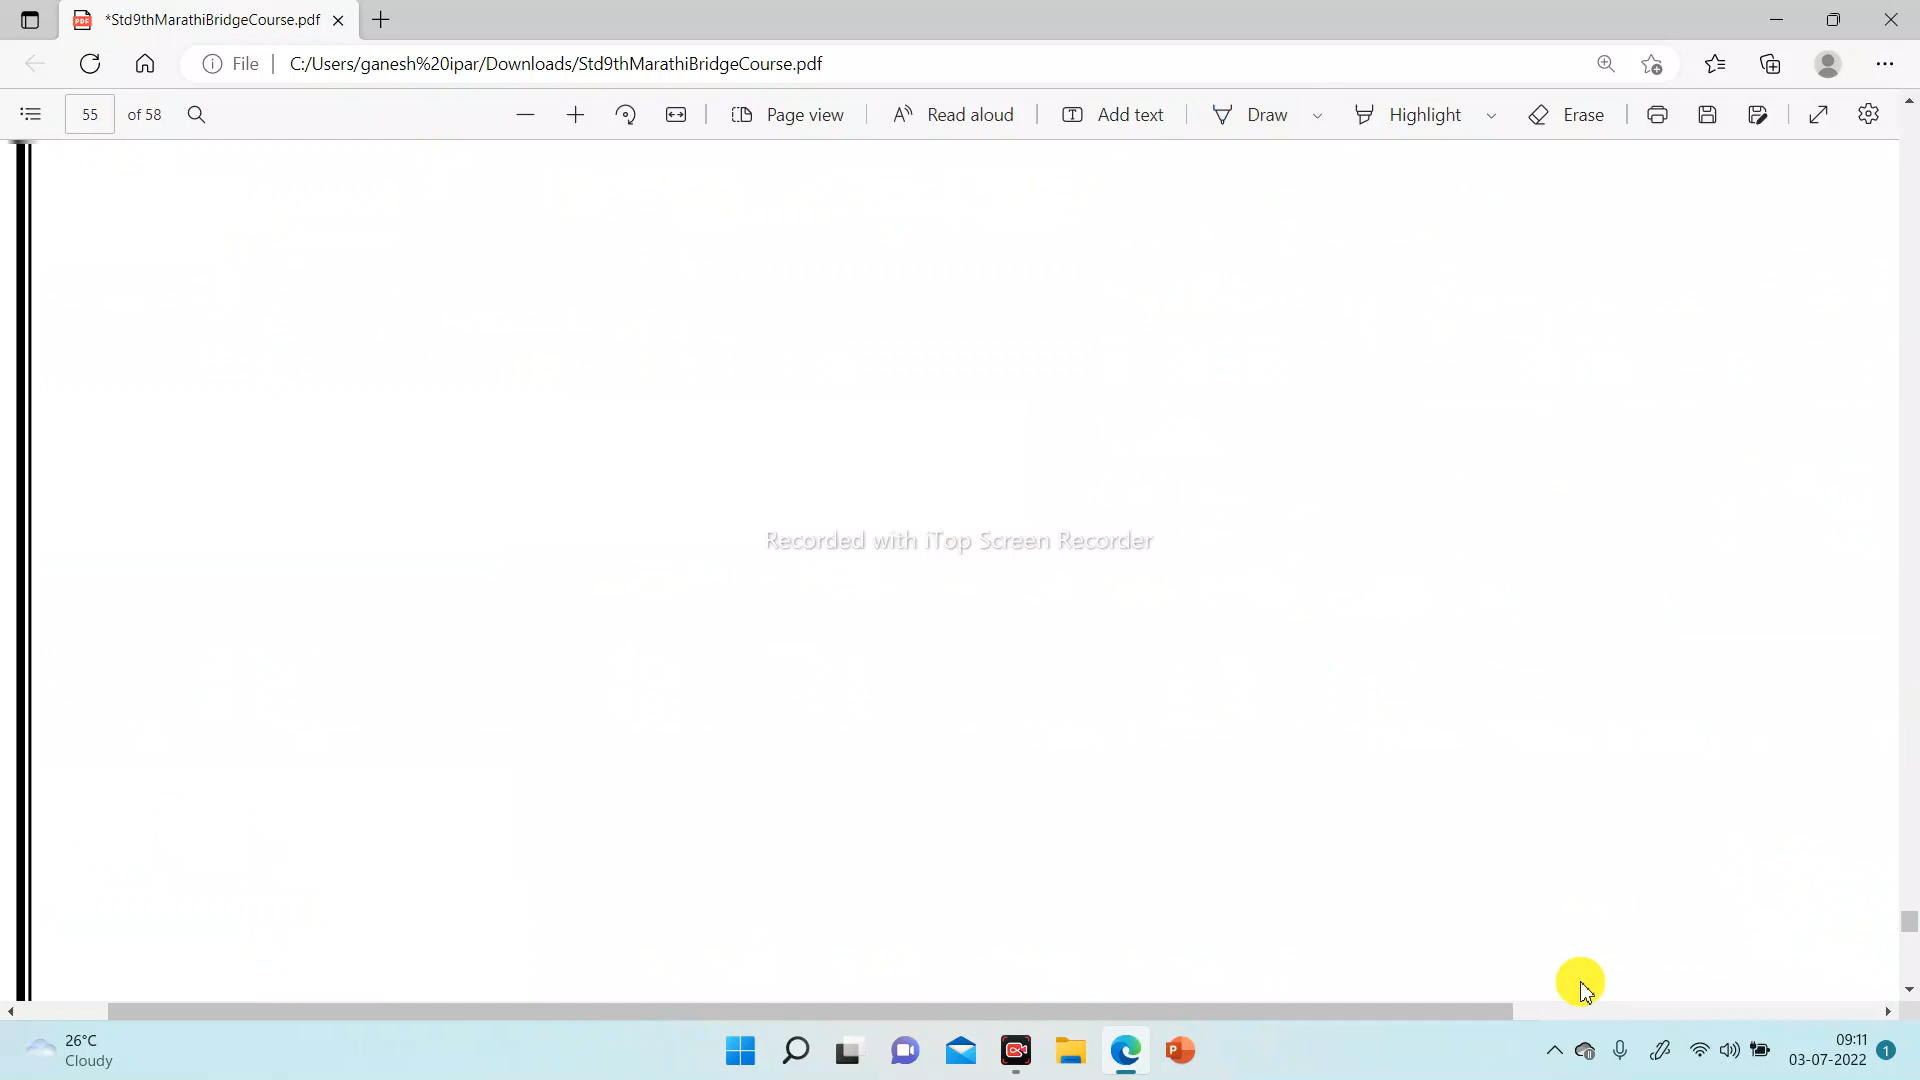 *Std9thMarathiBridgeCourse.pdf
File
C:/Users/ganesh%20ipar/Downloads/Std9thMarathiBridgeCourse.pdf
55 of 58
Page view
Read aloud
Add text
Draw
Highlight
Erase
Recorded with iTop Screen Recorder
26°C
Cloudy
09:11
03-07-2022
1